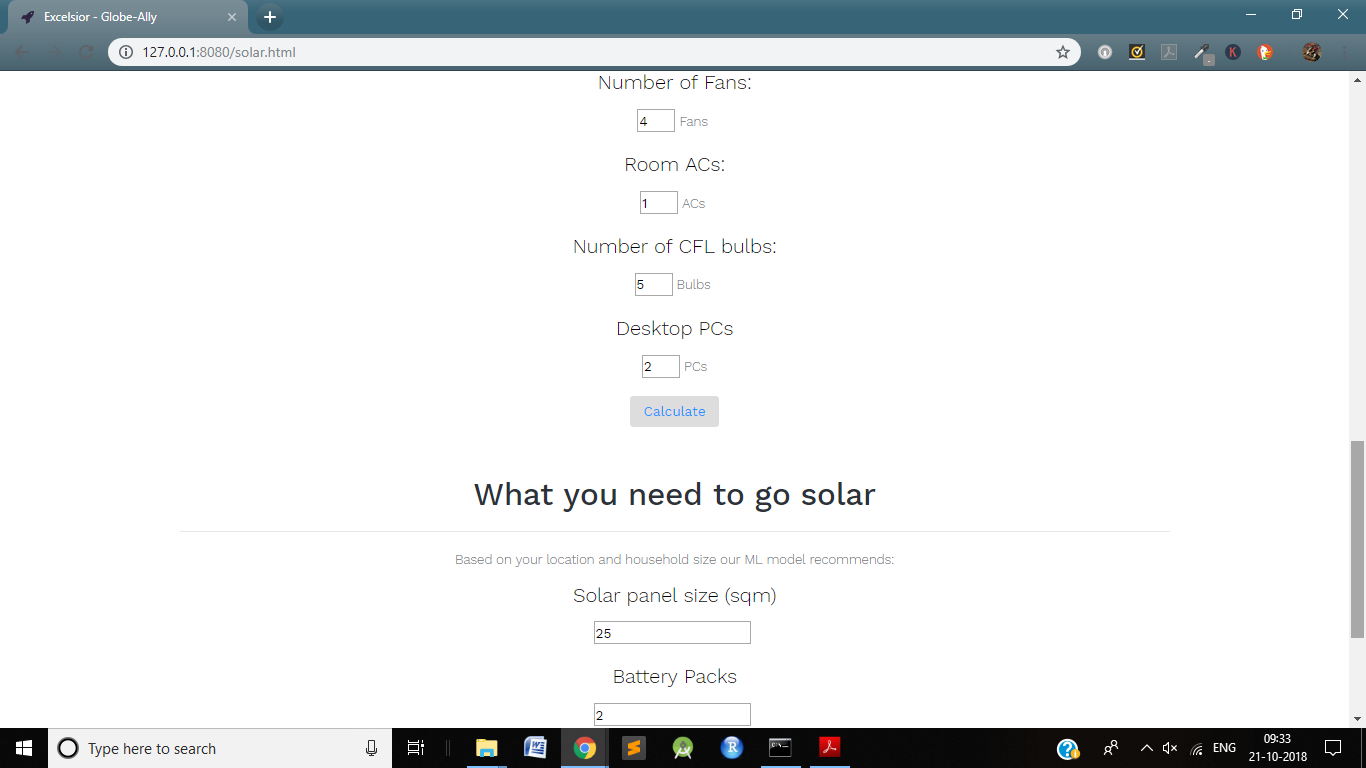 Excelsior - Globe-Ally
127.0.0.1:8080/solar.html
Number of Fans:
4 Fans
Room ACs:
1 ACs
Number of CFL bulbs:
5 Bulbs
Desktop PCs
2 PCs
Calculate
What you need to go solar
Based on your location and household size our ML model recommends:
Solar panel size (sqm)
25
Battery Packs
2
Type here to search
ENG
09:33
21-10-2018